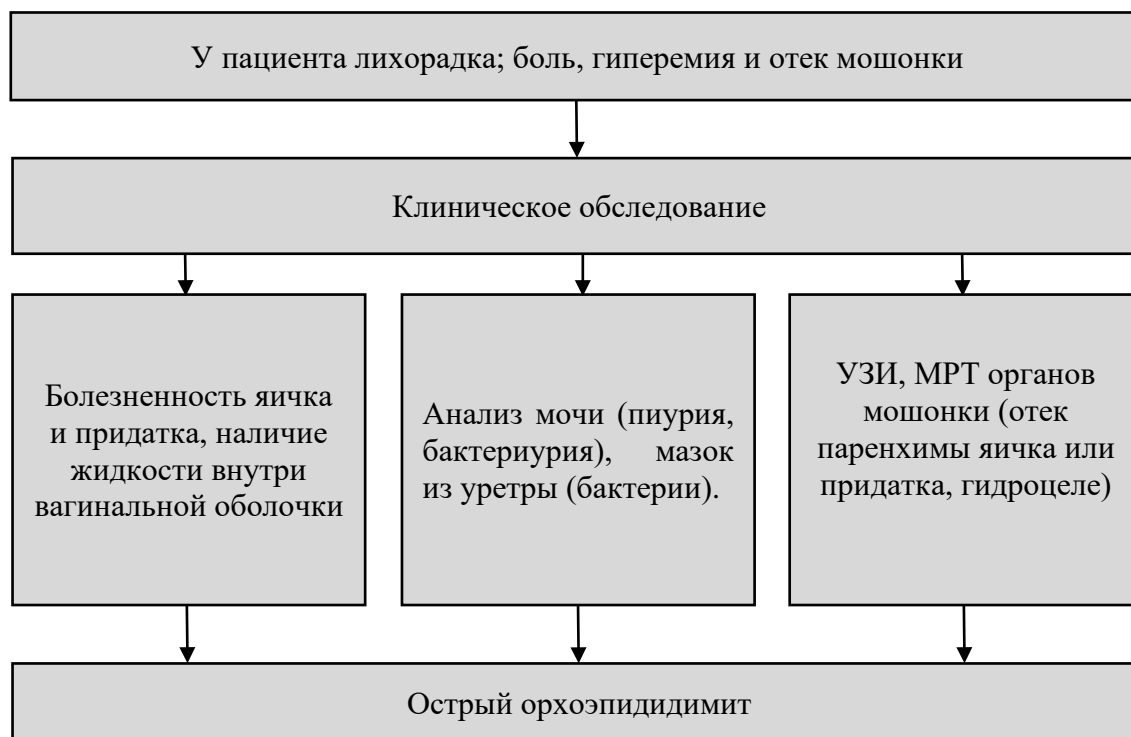 У пациента лихорадка; боль, гиперемия и отек мошонки
Клиническое обследование
Болезненность яичка
и придатка, наличие
жидкости внутри
вагинальной оболочки
Анализ мочи (пиурия,
бактериурия), мазок
из уретры (бактерии).
УЗИ, МРТ органов
мошонки (отек
паренхимы яичка или
придатка, гидроцеле)
Острый орхоэпидидимит